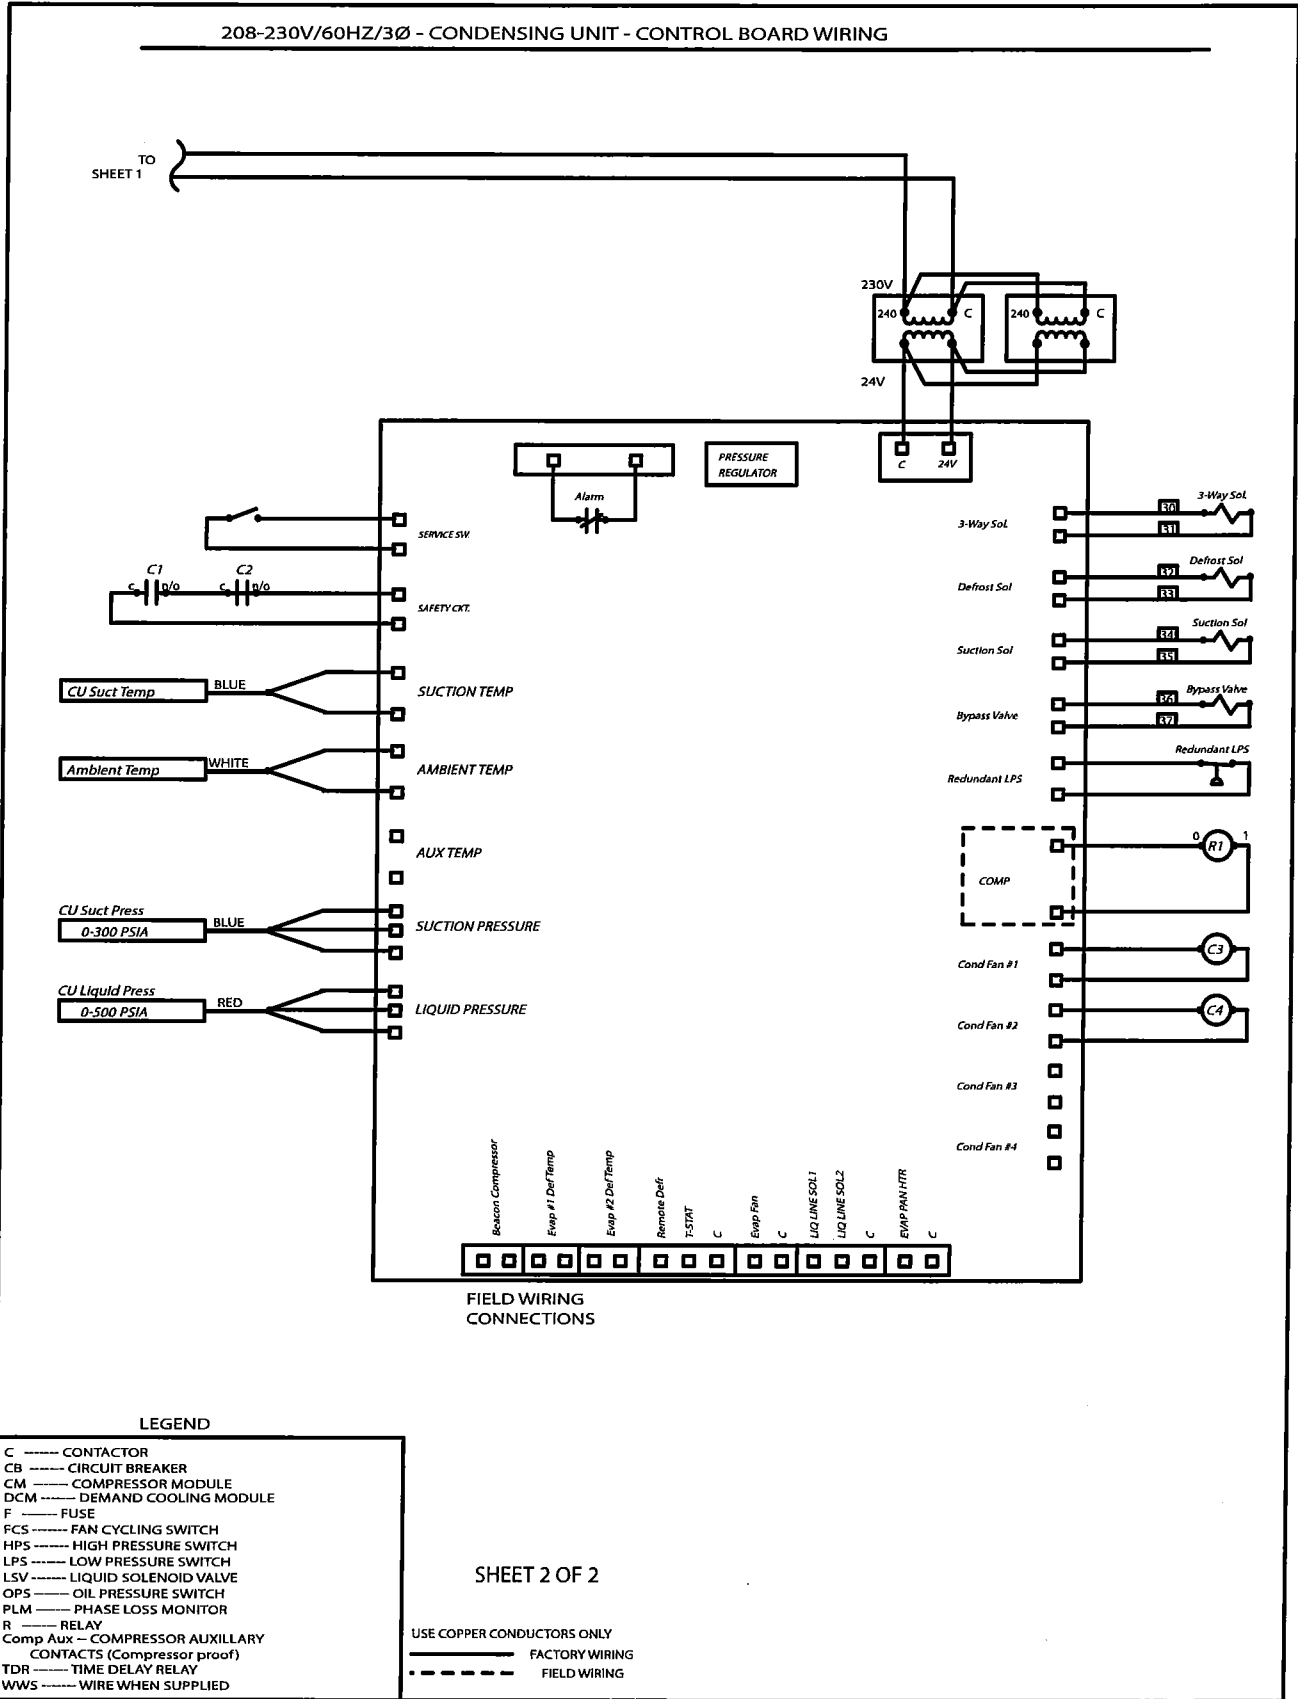 208-230V/60HZ/3Ø - CONDENSING UNIT - CONTROL BOARD WIRING
TO
SHEET 1
230V
240
C
240
C
24V
PRESSURE
REGULATOR
C
24V
Alarm
SERVICE SW.
C1
C2
c
n/o
c
n/o
SAFETY CKT.
CU Suct Temp
BLUE
SUCTION TEMP
Ambient Temp
WHITE
AMBIENT TEMP
AUX TEMP
CU Suct Press
0-300 PSIA
BLUE
SUCTION PRESSURE
CU Liquid Press
0-500 PSIA
RED
LIQUID PRESSURE
3-Way Sol.
30
31
3-Way Sol.
Defrost Sol
32
33
Defrost Sol
Suction Sol
34
35
Suction Sol
Bypass Valve
36
37
Bypass Valve
Redundant LPS
Redundant LPS
COMP
0
R1
1
Cond Fan #1
C3
Cond Fan #2
C4
Cond Fan #3
Cond Fan #4
Beacon Compressor
Evap #1 Def Temp
Evap #2 Def Temp
Remote Defr
T-STAT
C
Evap Fan
C
LIQ LINE SOL1
LIQ LINE SOL2
C
EVAP PAN HTR
C
FIELD WIRING
CONNECTIONS
LEGEND
C ------ CONTACTOR
CB ------ CIRCUIT BREAKER
CM ------ COMPRESSOR MODULE
DCM ------ DEMAND COOLING MODULE
F ------ FUSE
FCS ------ FAN CYCLING SWITCH
HPS ------ HIGH PRESSURE SWITCH
LPS ------ LOW PRESSURE SWITCH
LSV ------ LIQUID SOLENOID VALVE
OPS ------ OIL PRESSURE SWITCH
PLM ------ PHASE LOSS MONITOR
R ------ RELAY
Comp Aux -- COMPRESSOR AUXILLARY
CONTACTS (Compressor proof)
TDR ------ TIME DELAY RELAY
WWS ------ WIRE WHEN SUPPLIED
SHEET 2 OF 2
USE COPPER CONDUCTORS ONLY
FACTORY WIRING
FIELD WIRING